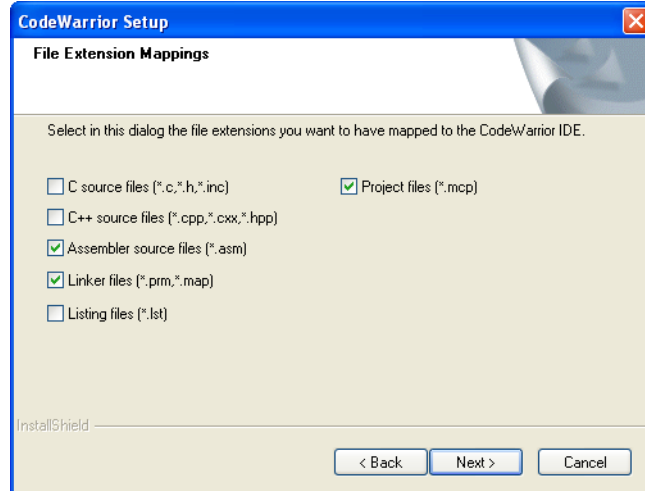 CodeWarrior Setup
File Extension Mappings
Select in this dialog the file extensions you want to have mapped to the CodeWarrior IDE.
C source files (*.c,*.h,*.inc)
Project files (*.mcp)
C++ source files (*.cpp,*.cxx,*.hpp)
Assembler source files (*.asm)
Linker files (*.prm,*.map)
Listing files (*.lst)
InstallShield
< Back
Next >
Cancel